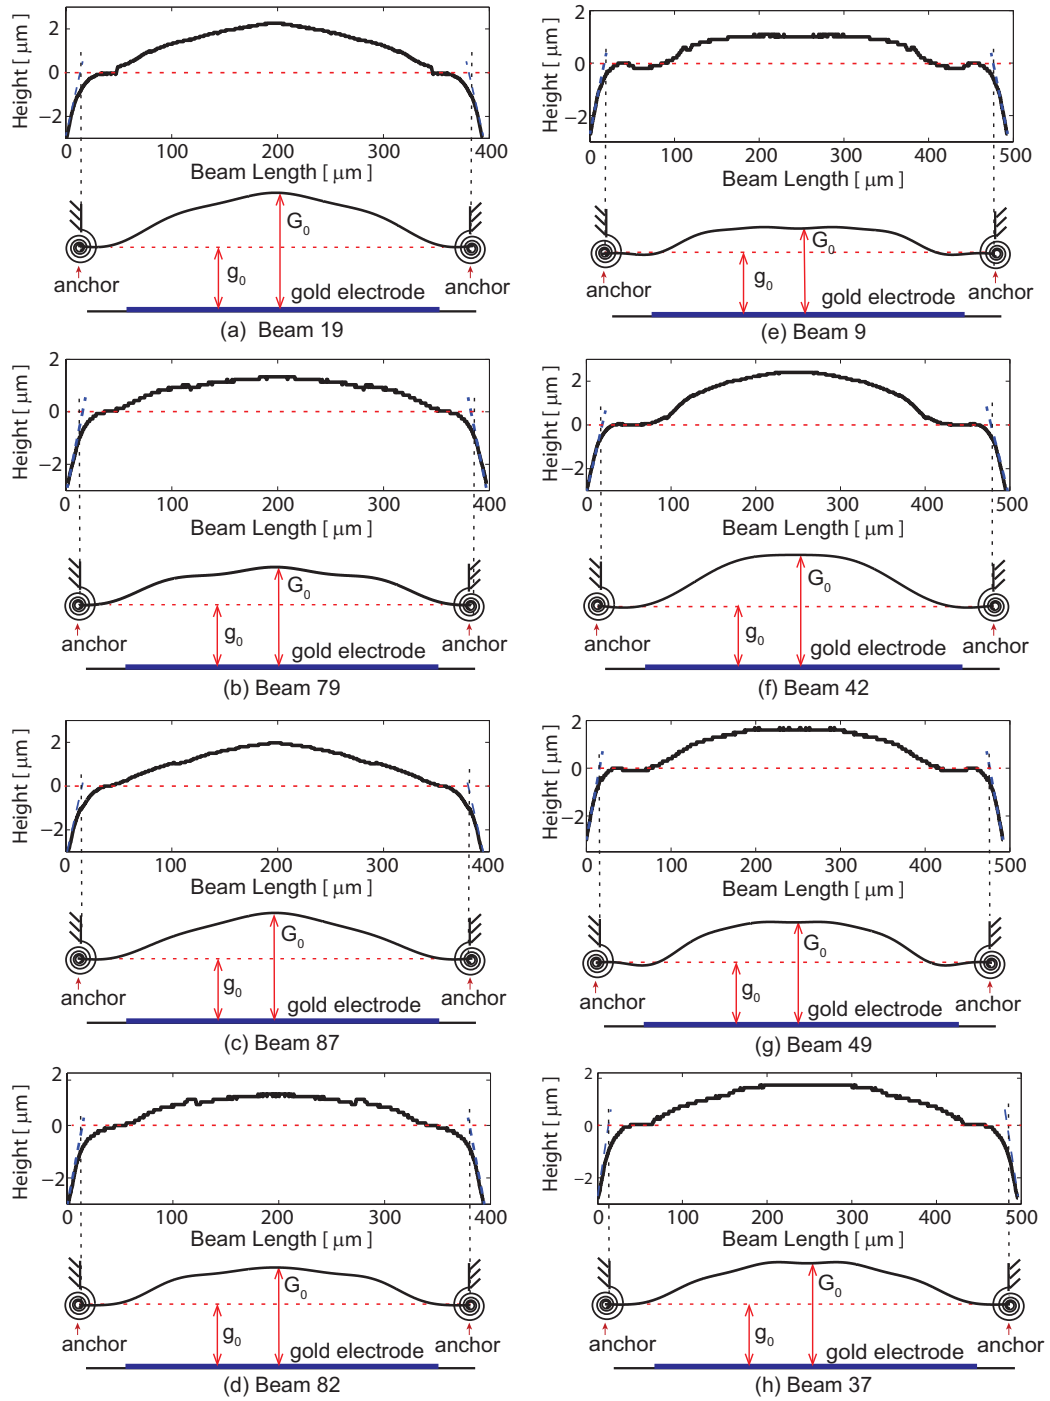 Height [ μm ]
2
0
−2
0 100 200 300 400
Beam Length [ μm ]
G0
g0
anchor
gold electrode
anchor
(a) Beam 19
Height [ μm ]
2
0
−2
0 100 200 300 400 500
Beam Length [ μm ]
G0
g0
anchor
gold electrode
anchor
(e) Beam 9
Height [ μm ]
2
0
−2
0 100 200 300 400
Beam Length [ μm ]
G0
g0
anchor
gold electrode
anchor
(b) Beam 79
Height [ μm ]
2
0
−2
0 100 200 300 400 500
Beam Length [ μm ]
G0
g0
anchor
gold electrode
anchor
(f) Beam 42
Height [ μm ]
2
0
−2
0 100 200 300 400
Beam Length [ μm ]
G0
g0
anchor
gold electrode
anchor
(c) Beam 87
Height [ μm ]
2
0
−2
0 100 200 300 400 500
Beam Length [ μm ]
G0
g0
anchor
gold electrode
anchor
(g) Beam 49
Height [ μm ]
2
0
−2
0 100 200 300 400
Beam Length [ μm ]
G0
g0
anchor
gold electrode
anchor
(d) Beam 82
Height [ μm ]
2
0
−2
0 100 200 300 400 500
Beam Length [ μm ]
G0
g0
anchor
gold electrode
anchor
(h) Beam 37